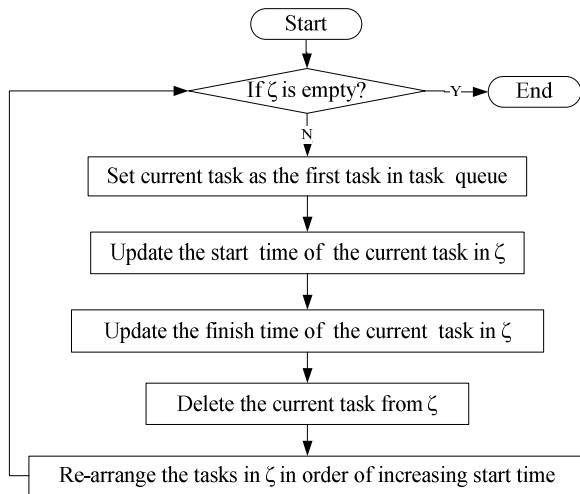 Start
If ζ is empty?
Y
End
N
Set current task as the first task in task queue
Update the start time of the current task in ζ
Update the finish time of the current task in ζ
Delete the current task from ζ
Re-arrange the tasks in ζ in order of increasing start time